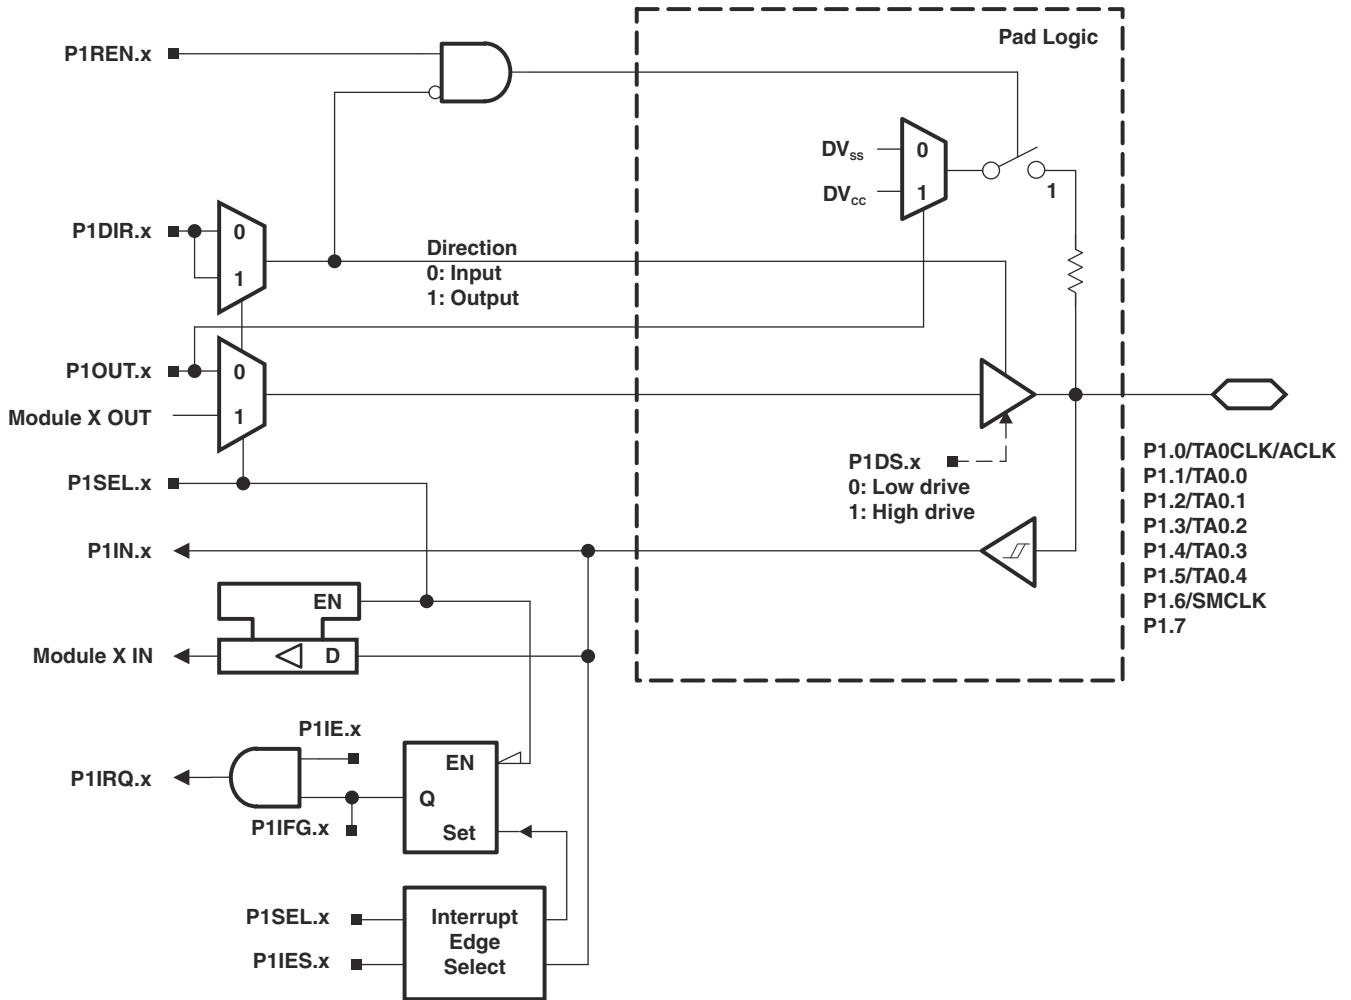 Pad Logic
P1REN.x
DVSS
0
DVCC
1
1
P1DIR.x
0
1
Direction
0: Input
1: Output
P1OUT.x
0
Module X OUT
1
P1DS.x
0: Low drive
1: High drive
P1SEL.x
P1.0/TA0CLK/ACLK
P1.1/TA0.0
P1.2/TA0.1
P1.3/TA0.2
P1.4/TA0.3
P1.5/TA0.4
P1.6/SMCLK
P1.7
P1IN.x
EN
Module X IN
D
P1IE.x
P1IRQ.x
EN
Q
P1IFG.x
Set
P1SEL.x
P1IES.x
Interrupt
Edge
Select